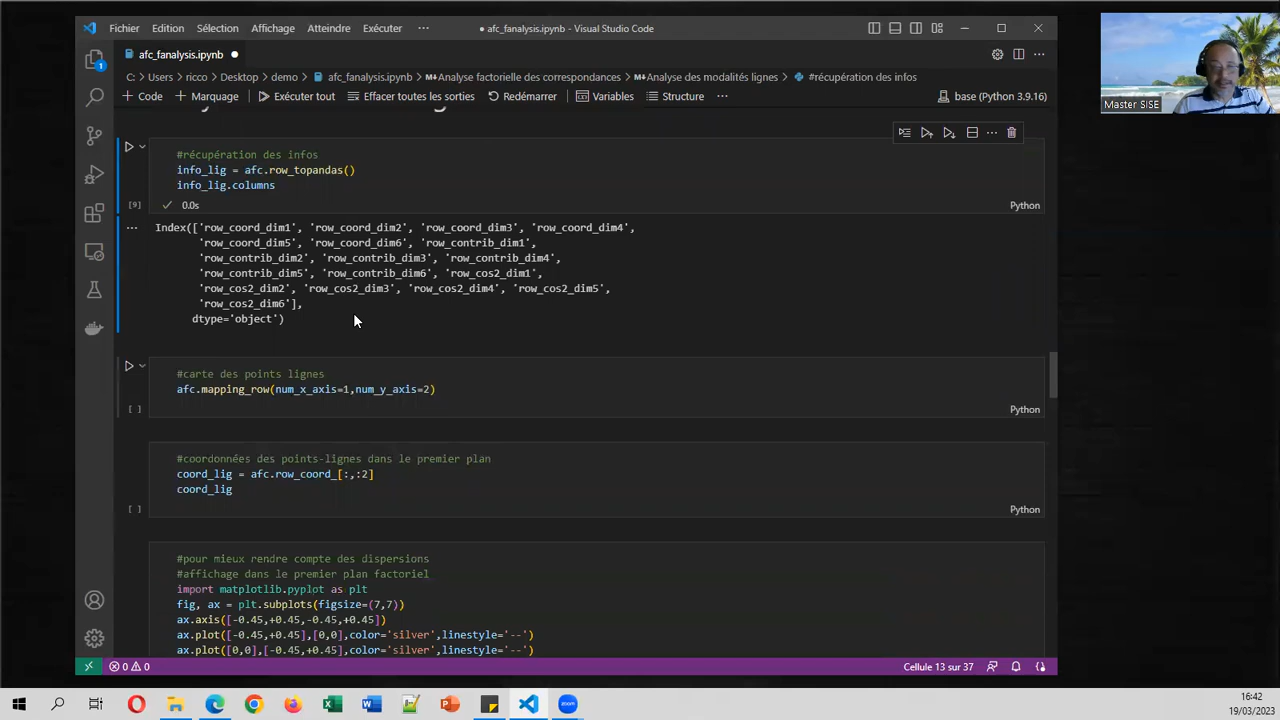 Fichier Édition Sélection Affichage Atteindre Exécuter ··· ● afc_fanalysis.ipynb - Visual Studio Code
afc_fanalysis.ipynb ●
C: > Users > ricco > Desktop > demo > afc_fanalysis.ipynb > Analyse factorielle des correspondances > Analyse des modalités lignes > #récupération des infos
+ Code + Marquage Exécuter tout Effacer toutes les sorties Redémarrer Variables Structure ··· base (Python 3.9.16)
#récupération des infos
info_lig = afc.row_topandas()
info_lig.columns
[9] ✓ 0.0s Python
Index(['row_coord_dim1', 'row_coord_dim2', 'row_coord_dim3', 'row_coord_dim4',
'row_coord_dim5', 'row_coord_dim6', 'row_contrib_dim1',
'row_contrib_dim2', 'row_contrib_dim3', 'row_contrib_dim4',
'row_contrib_dim5', 'row_contrib_dim6', 'row_cos2_dim1',
'row_cos2_dim2', 'row_cos2_dim3', 'row_cos2_dim4', 'row_cos2_dim5',
'row_cos2_dim6'],
dtype='object')
#carte des points lignes
afc.mapping_row(num_x_axis=1,num_y_axis=2)
[ ] Python
#coordonnées des points-lignes dans le premier plan
coord_lig = afc.row_coord_[:,:2]
coord_lig
[ ] Python
#pour mieux rendre compte des dispersions
#affichage dans le premier plan factoriel
import matplotlib.pyplot as plt
fig, ax = plt.subplots(figsize=(7,7))
ax.axis([-0.45,+0.45,-0.45,+0.45])
ax.plot([-0.45,+0.45],[0,0],color='silver',linestyle='--')
ax.plot([0,0],[-0.45,+0.45],color='silver',linestyle='--')
0 0 Cellule 13 sur 37
Master SISE
16:42
19/03/2023